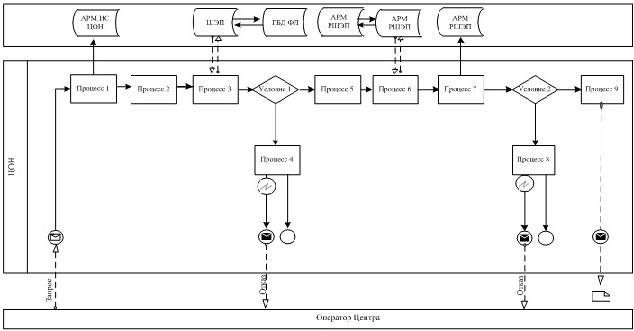 АРМ ИС
ЦОН
ШЭП
ГБД ФЛ
АРМ
РШЭП
АРМ
РШЭП
АРМ
РШЭП
ЦОН
Процесс 1
Процесс 2
Процесс 3
Условие 1
Процесс 5
Процесс 6
Процесс 7
Условие 2
Процесс 9
Процесс 4
Процесс 8
Запрос
Отказ
Отказ
Оператор Центра